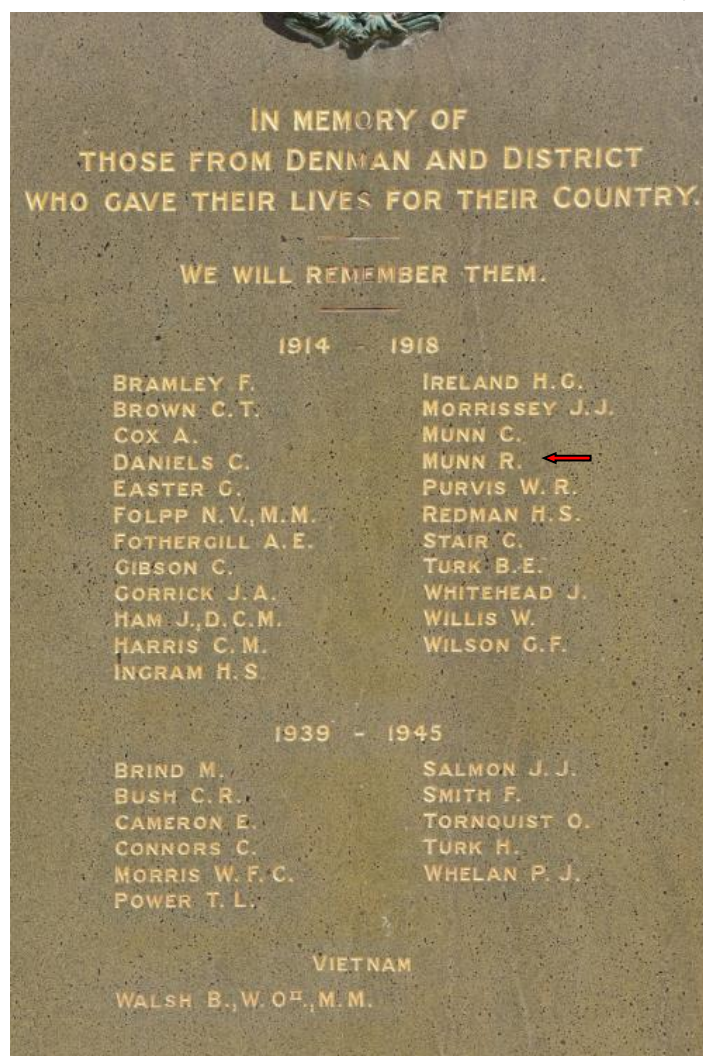 IN MEMORY OF
THOSE FROM DENMAN AND DISTRICT
WHO GAVE THEIR LIVES FOR THEIR COUNTRY.
WE WILL REMEMBER THEM.
1914 - 1918
BRAMLEY F.
BROWN C.T.
COX A.
DANIELS C.
EASTER G.
FOLPP N.V., M.M.
FOTHERGILL A.E.
GIBSON C.
GORRICK J.A.
HAM J., D.C.M.
HARRIS C.M.
INGRAM H.S
IRELAND H.G.
MORRISSEY J.J.
MUNN C.
MUNN R.
PURVIS W.R.
REDMAN H.S.
STAIR C.
TURK B.E.
WHITEHEAD J.
WILLIS W.
WILSON G.F.
1939 - 1945
BRIND M.
BUSH C.R.
CAMERON E.
CONNORS C.
MORRIS W.F.C.
POWER T.L.
SALMON J.J.
SMITH F.
TORNQUIST O.
TURK H.
WHELAN P.J.
VIETNAM
WALSH B., W.OII., M.M.